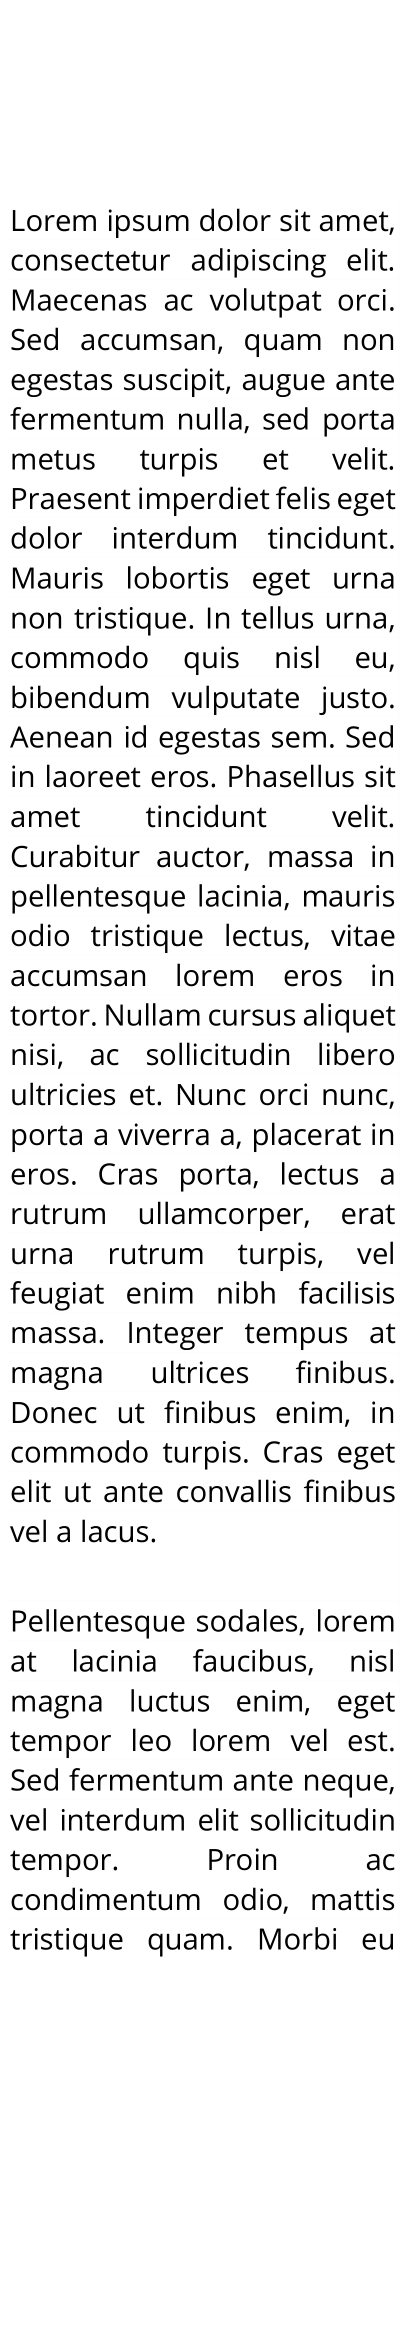 Lorem ipsum dolor sit amet,
consectetur adipiscing elit.
Maecenas ac volutpat orci.
Sed accumsan, quam non
egestas suscipit, augue ante
fermentum nulla, sed porta
metus turpis et velit.
Praesent imperdiet felis eget
dolor interdum tincidunt.
Mauris lobortis eget urna
non tristique. In tellus urna,
commodo quis nisl eu,
bibendum vulputate justo.
Aenean id egestas sem. Sed
in laoreet eros. Phasellus sit
amet tincidunt velit.
Curabitur auctor, massa in
pellentesque lacinia, mauris
odio tristique lectus, vitae
accumsan lorem eros in
tortor. Nullam cursus aliquet
nisi, ac sollicitudin libero
ultricies et. Nunc orci nunc,
porta a viverra a, placerat in
eros. Cras porta, lectus a
rutrum ullamcorper, erat
urna rutrum turpis, vel
feugiat enim nibh facilisis
massa. Integer tempus at
magna ultrices finibus.
Donec ut finibus enim, in
commodo turpis. Cras eget
elit ut ante convallis finibus
vel a lacus.
Pellentesque sodales, lorem
at lacinia faucibus, nisl
magna luctus enim, eget
tempor leo lorem vel est.
Sed fermentum ante neque,
vel interdum elit sollicitudin
tempor. Proin ac
condimentum odio, mattis
tristique quam. Morbi eu